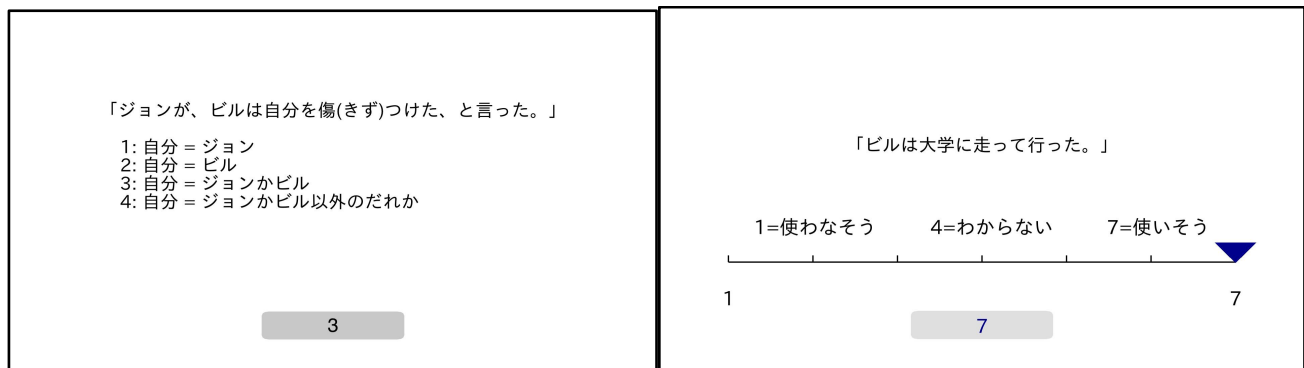 「ジョンが、ビルは自分を傷(きず)つけた、と言った。」
1: 自分 = ジョン
2: 自分 = ビル
3: 自分 = ジョンかビル
4: 自分 = ジョンかビル以外のだれか
3
「ビルは大学に走って行った。」
1=使わなそう 4=わからない 7=使いそう
1 7
7